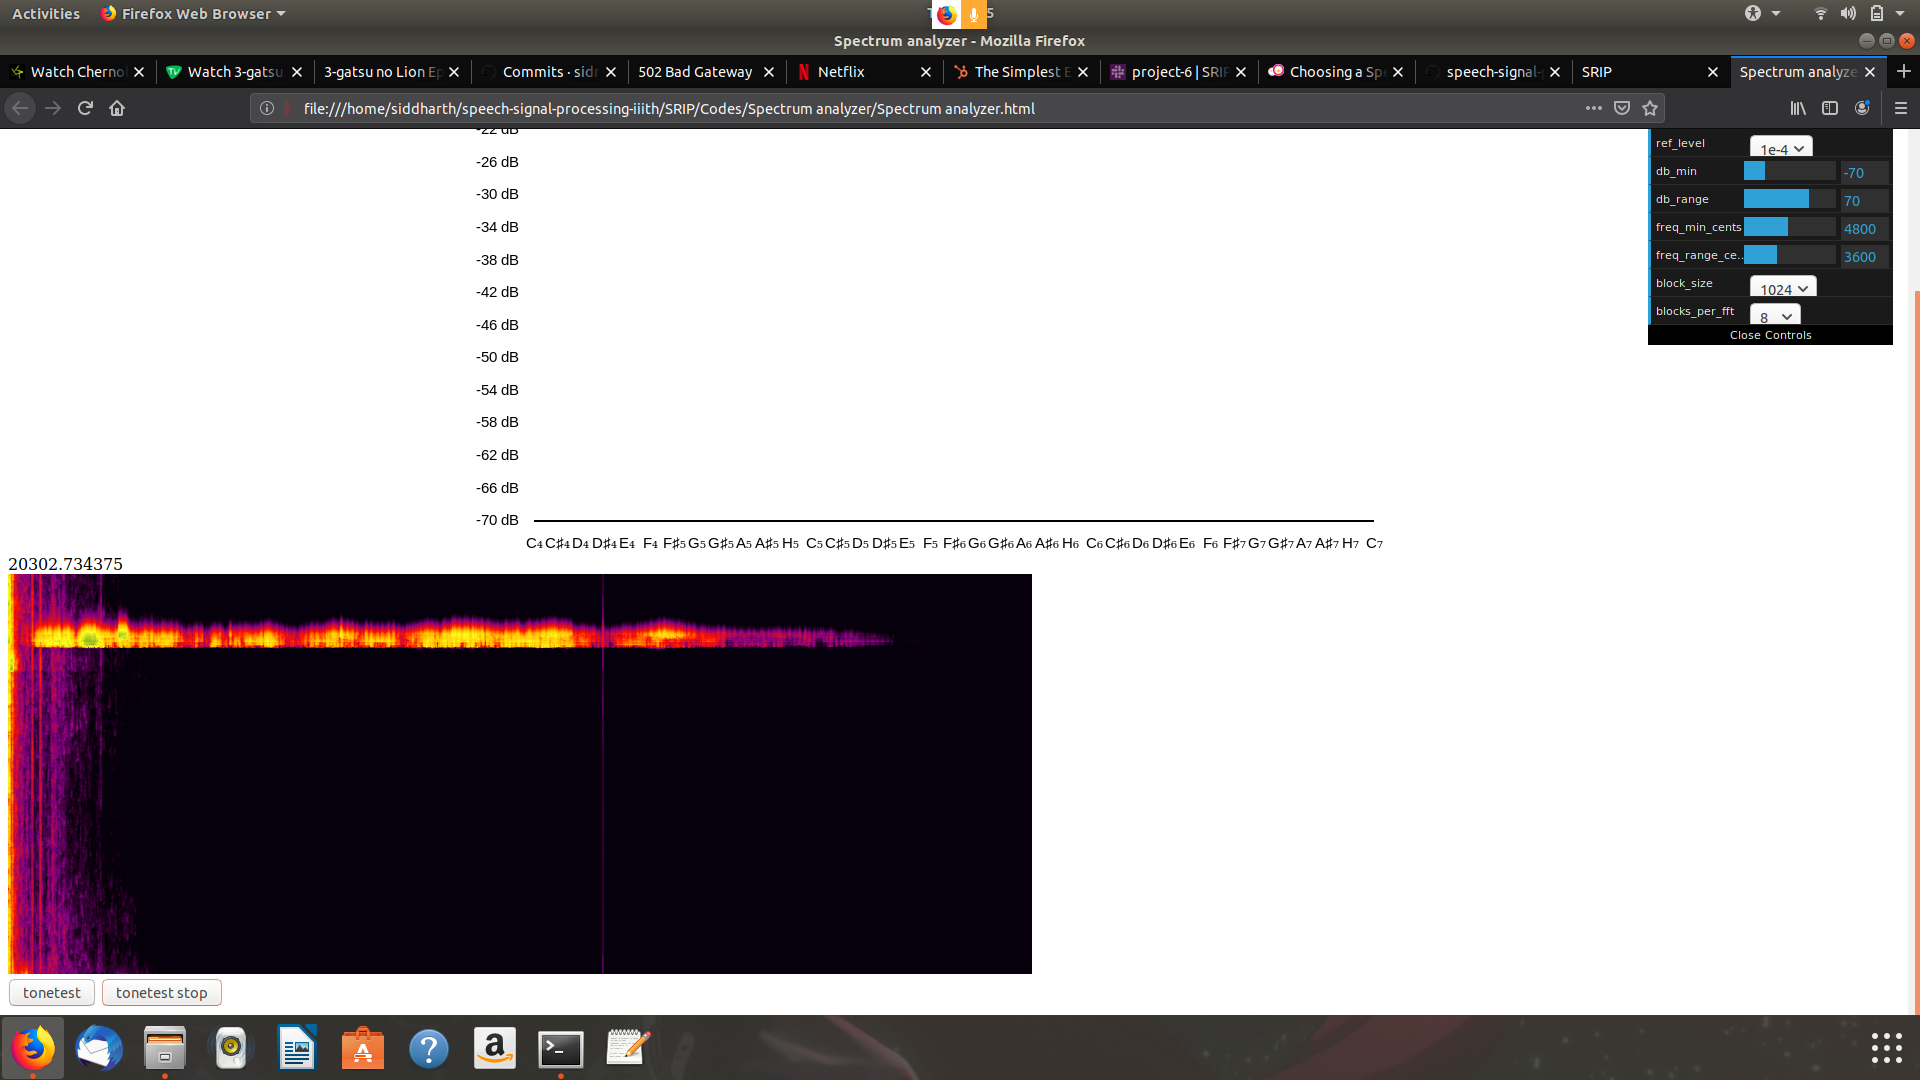 Activities Firefox Web Browser 5
Spectrum analyzer - Mozilla Firefox
Watch Cherno Watch 3-gatsu 3-gatsu no Lion Ep Commits · sidr 502 Bad Gateway Netflix The Simplest E project-6 | SRIP Choosing a Spe speech-signal- SRIP Spectrum analyze
file:///home/siddharth/speech-signal-processing-iiith/SRIP/Codes/Spectrum analyzer/Spectrum analyzer.html
-22 dB
-26 dB
-30 dB
-34 dB
-38 dB
-42 dB
-46 dB
-50 dB
-54 dB
-58 dB
-62 dB
-66 dB
-70 dB
C₄ C♯₄ D₄ D♯₄ E₄ F₄ F♯₅ G₅ G♯₅ A₅ A♯₅ H₅ C₅ C♯₅ D₅ D♯₅ E₅ F₅ F♯₆ G₆ G♯₆ A₆ A♯₆ H₆ C₆ C♯₆ D₆ D♯₆ E₆ F₆ F♯₇ G₇ G♯₇ A₇ A♯₇ H₇ C₇
ref_level 1e-4
db_min -70
db_range 70
freq_min_cents 4800
freq_range_ce.. 3600
block_size 1024
blocks_per_fft 8
Close Controls
20302.734375
tonetest tonetest stop